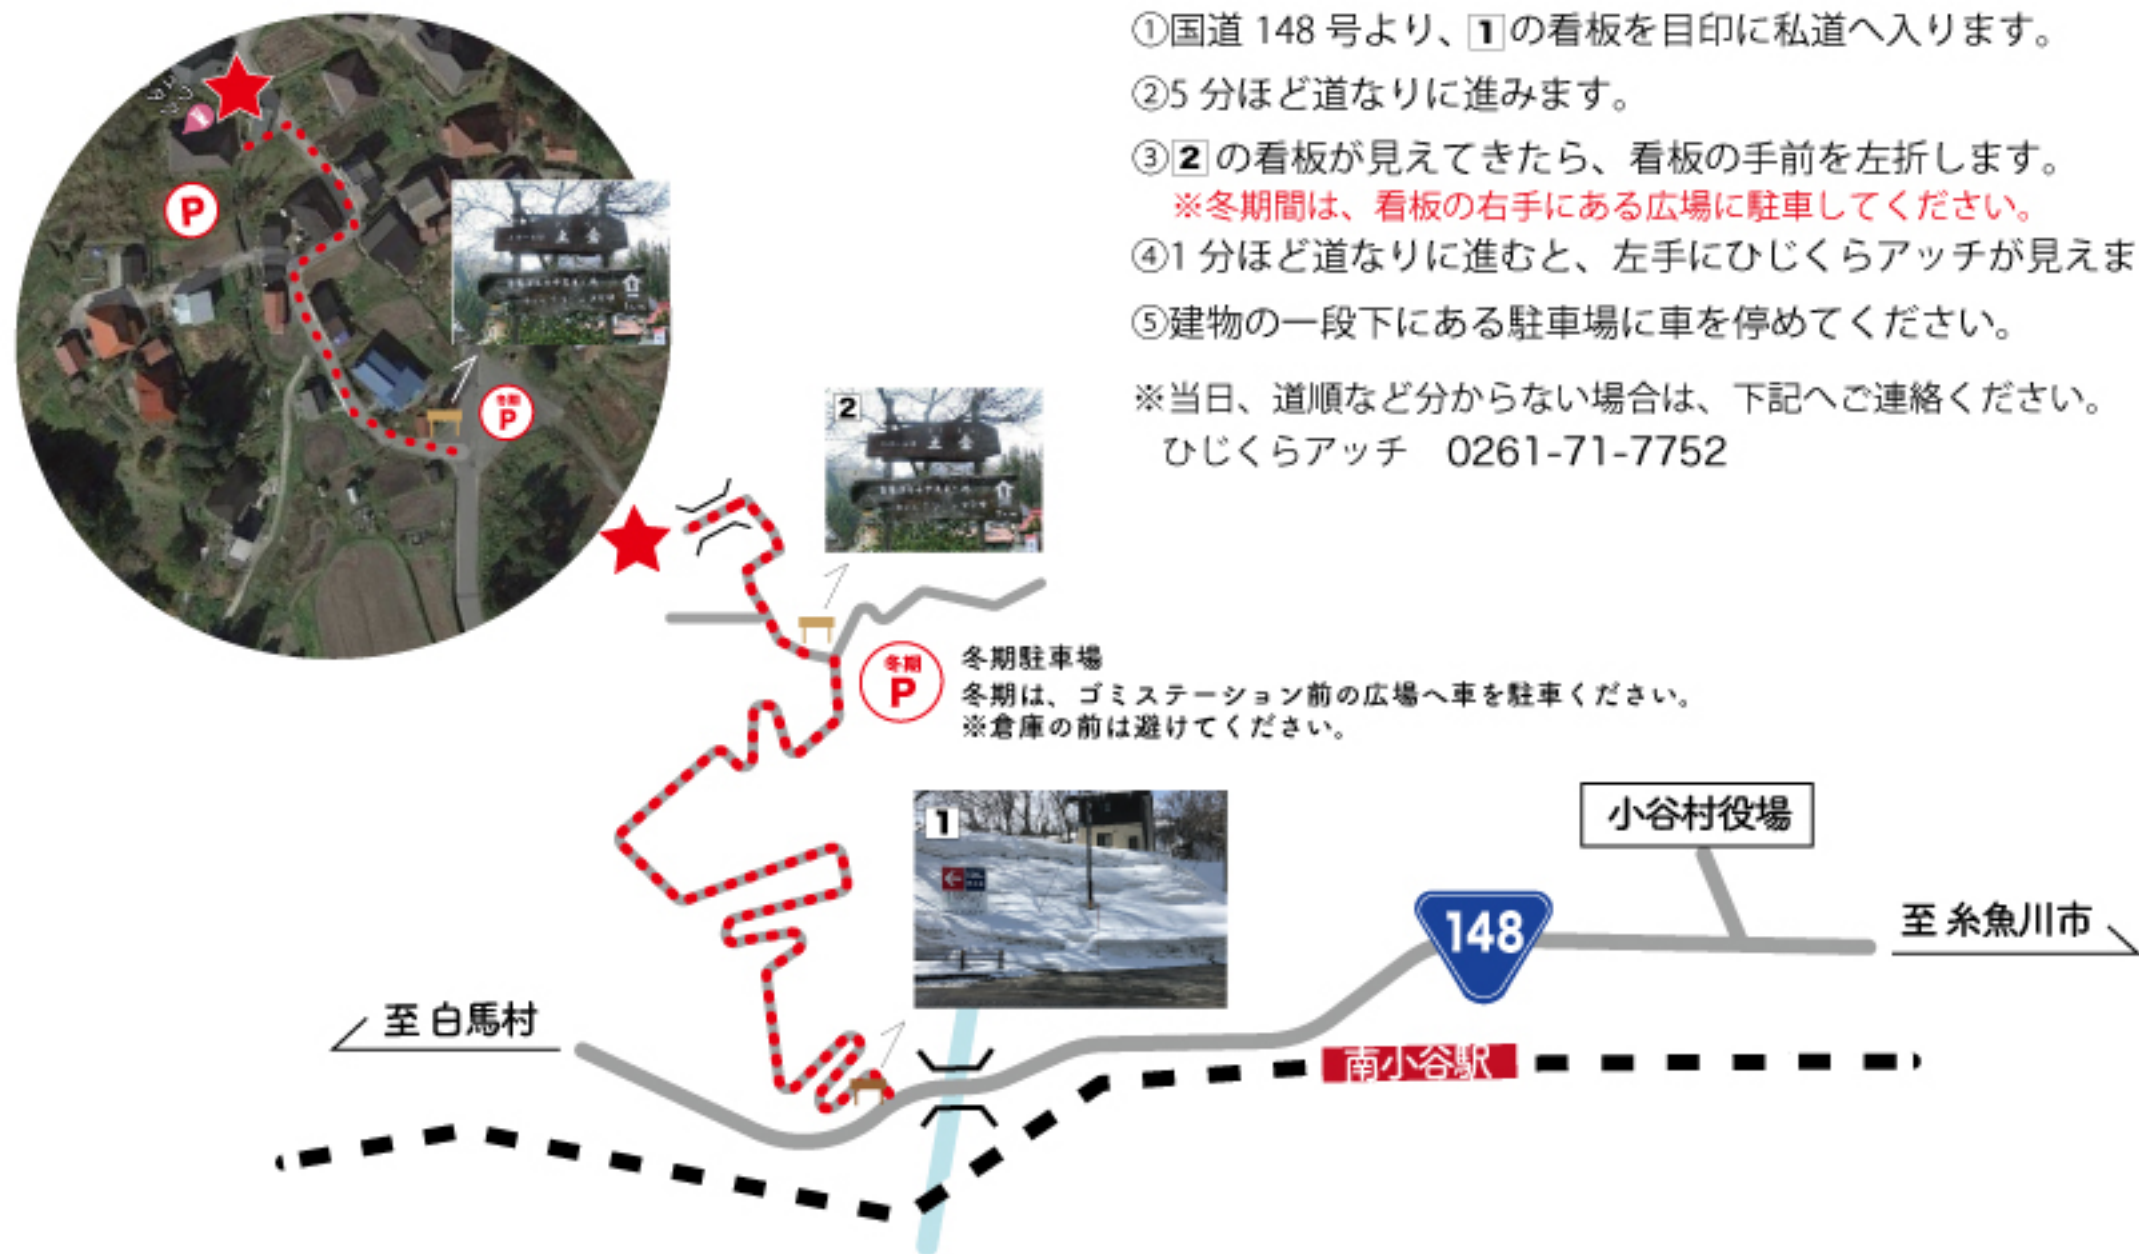 ①国道 148 号より、1の看板を目印に私道へ入ります。
②5 分ほど道なりに進みます。
③2の看板が見えてきたら、看板の手前を左折します。
※冬期間は、看板の右手にある広場に駐車してください。
④1 分ほど道なりに進むと、左手にひじくらアッチが見えま
⑤建物の一段下にある駐車場に車を停めてください。
※当日、道順など分からない場合は、下記へご連絡ください。
ひじくらアッチ 0261-71-7752
P
土倉
冬期
P
2
土倉
冬期
P
冬期駐車場
冬期は、ゴミステーション前の広場へ車を駐車ください。
※倉庫の前は避けてください。
1
小谷村役場
148
至 糸魚川市
至 白馬村
南小谷駅